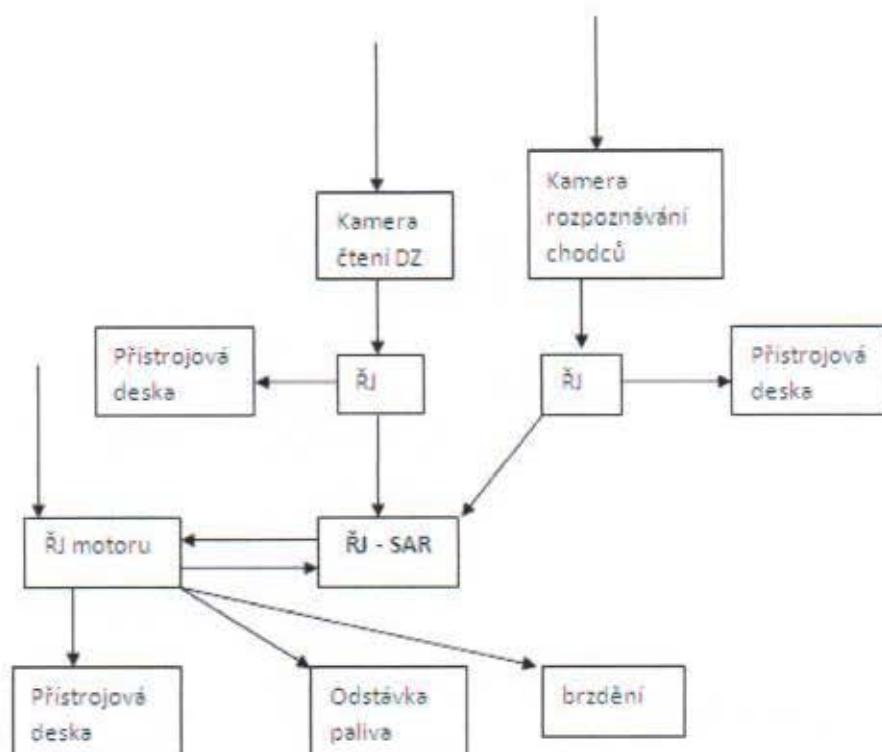 Kamera
rozpoznávání
chodců
Kamera
čtení DZ
Přístrojová
deska
ŘJ
ŘJ
Přístrojová
deska
ŘJ motoru
ŘJ - SAR
Přístrojová
deska
Odstávka
paliva
brzdění